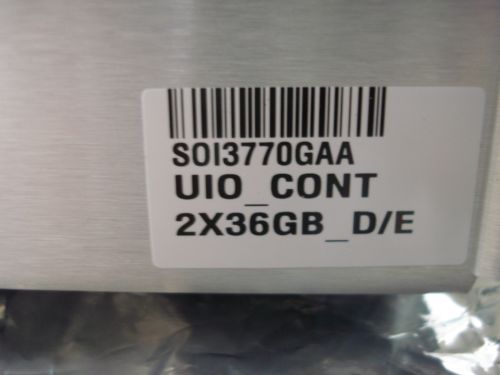 SOI3770GAA
UIO_CONT
2X36GB_D/E